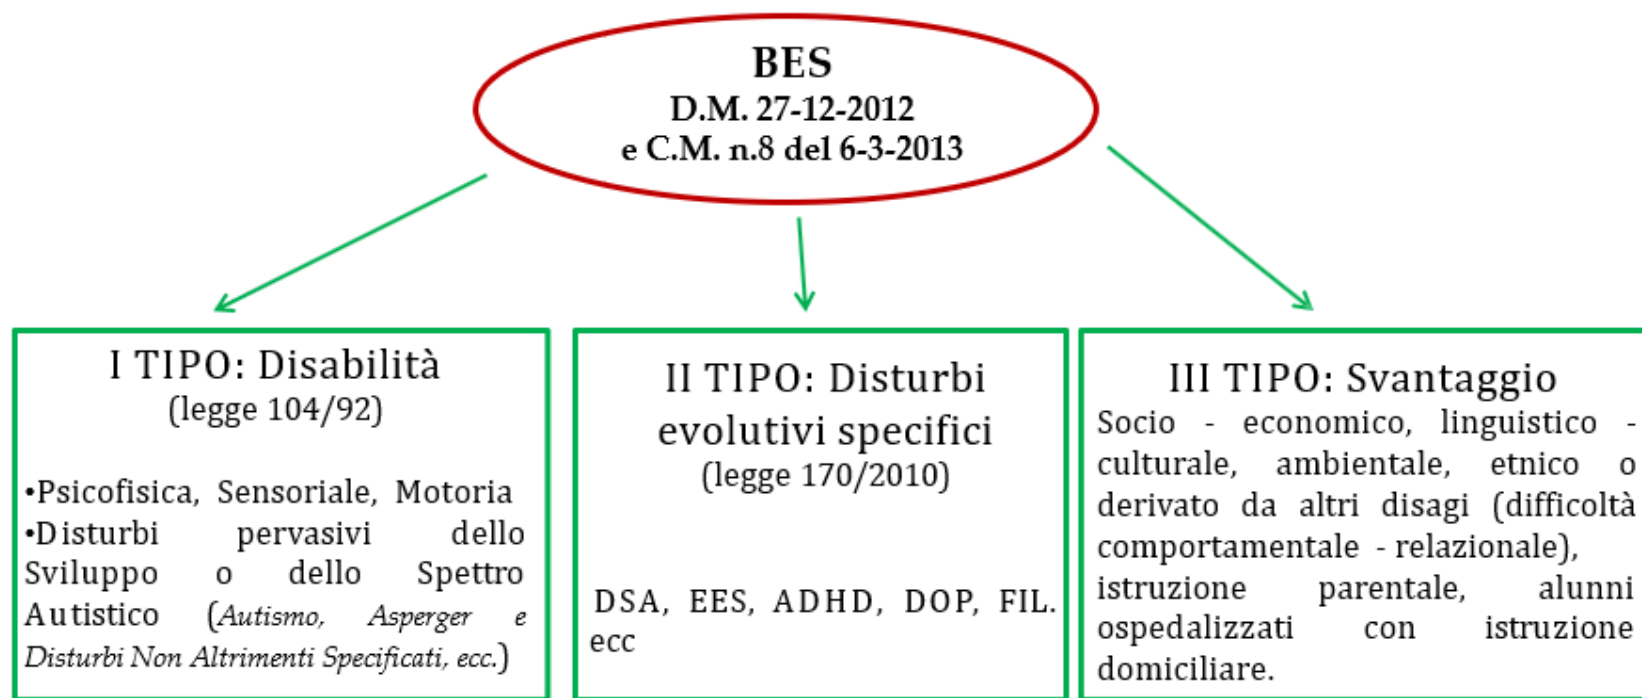 BES
D.M. 27-12-2012
e C.M. n.8 del 6-3-2013
I TIPO: Disabilità
(legge 104/92)
•Psicofisica, Sensoriale, Motoria
•Disturbi pervasivi dello
Sviluppo o dello Spettro
Autistico (Autismo, Asperger e
Disturbi Non Altrimenti Specificati, ecc.)
II TIPO: Disturbi
evolutivi specifici
(legge 170/2010)
DSA, EES, ADHD, DOP, FIL.
ecc
III TIPO: Svantaggio
Socio - economico, linguistico -
culturale, ambientale, etnico o
derivato da altri disagi (difficoltà
comportamentale - relazionale),
istruzione parentale, alunni
ospedalizzati con istruzione
domiciliare.